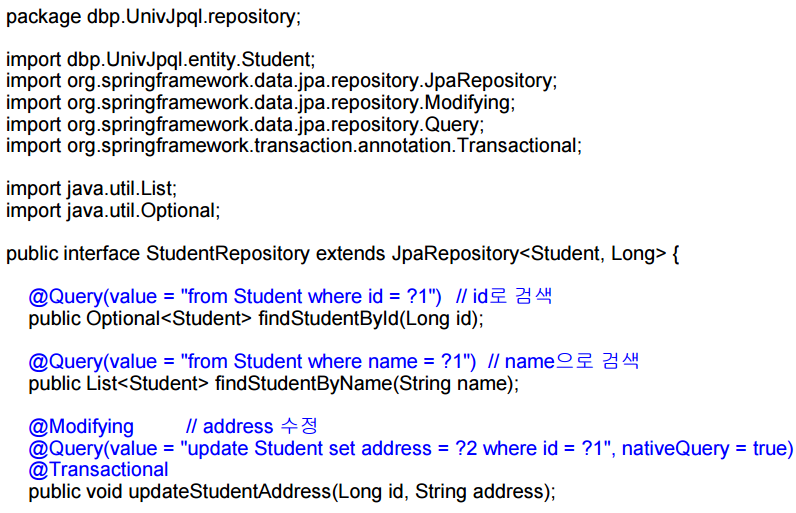 package dbp.UnivJpql.repository;
import dbp.UnivJpql.entity.Student;
import org.springframework.data.jpa.repository.JpaRepository;
import org.springframework.data.jpa.repository.Modifying;
import org.springframework.data.jpa.repository.Query;
import org.springframework.transaction.annotation.Transactional;
import java.util.List;
import java.util.Optional;
public interface StudentRepository extends JpaRepository<Student, Long> {
@Query(value = "from Student where id = ?1") // id로 검색
public Optional<Student> findStudentById(Long id);
@Query(value = "from Student where name = ?1") // name으로 검색
public List<Student> findStudentByName(String name);
@Modifying // address 수정
@Query(value = "update Student set address = ?2 where id = ?1", nativeQuery = true)
@Transactional
public void updateStudentAddress(Long id, String address);